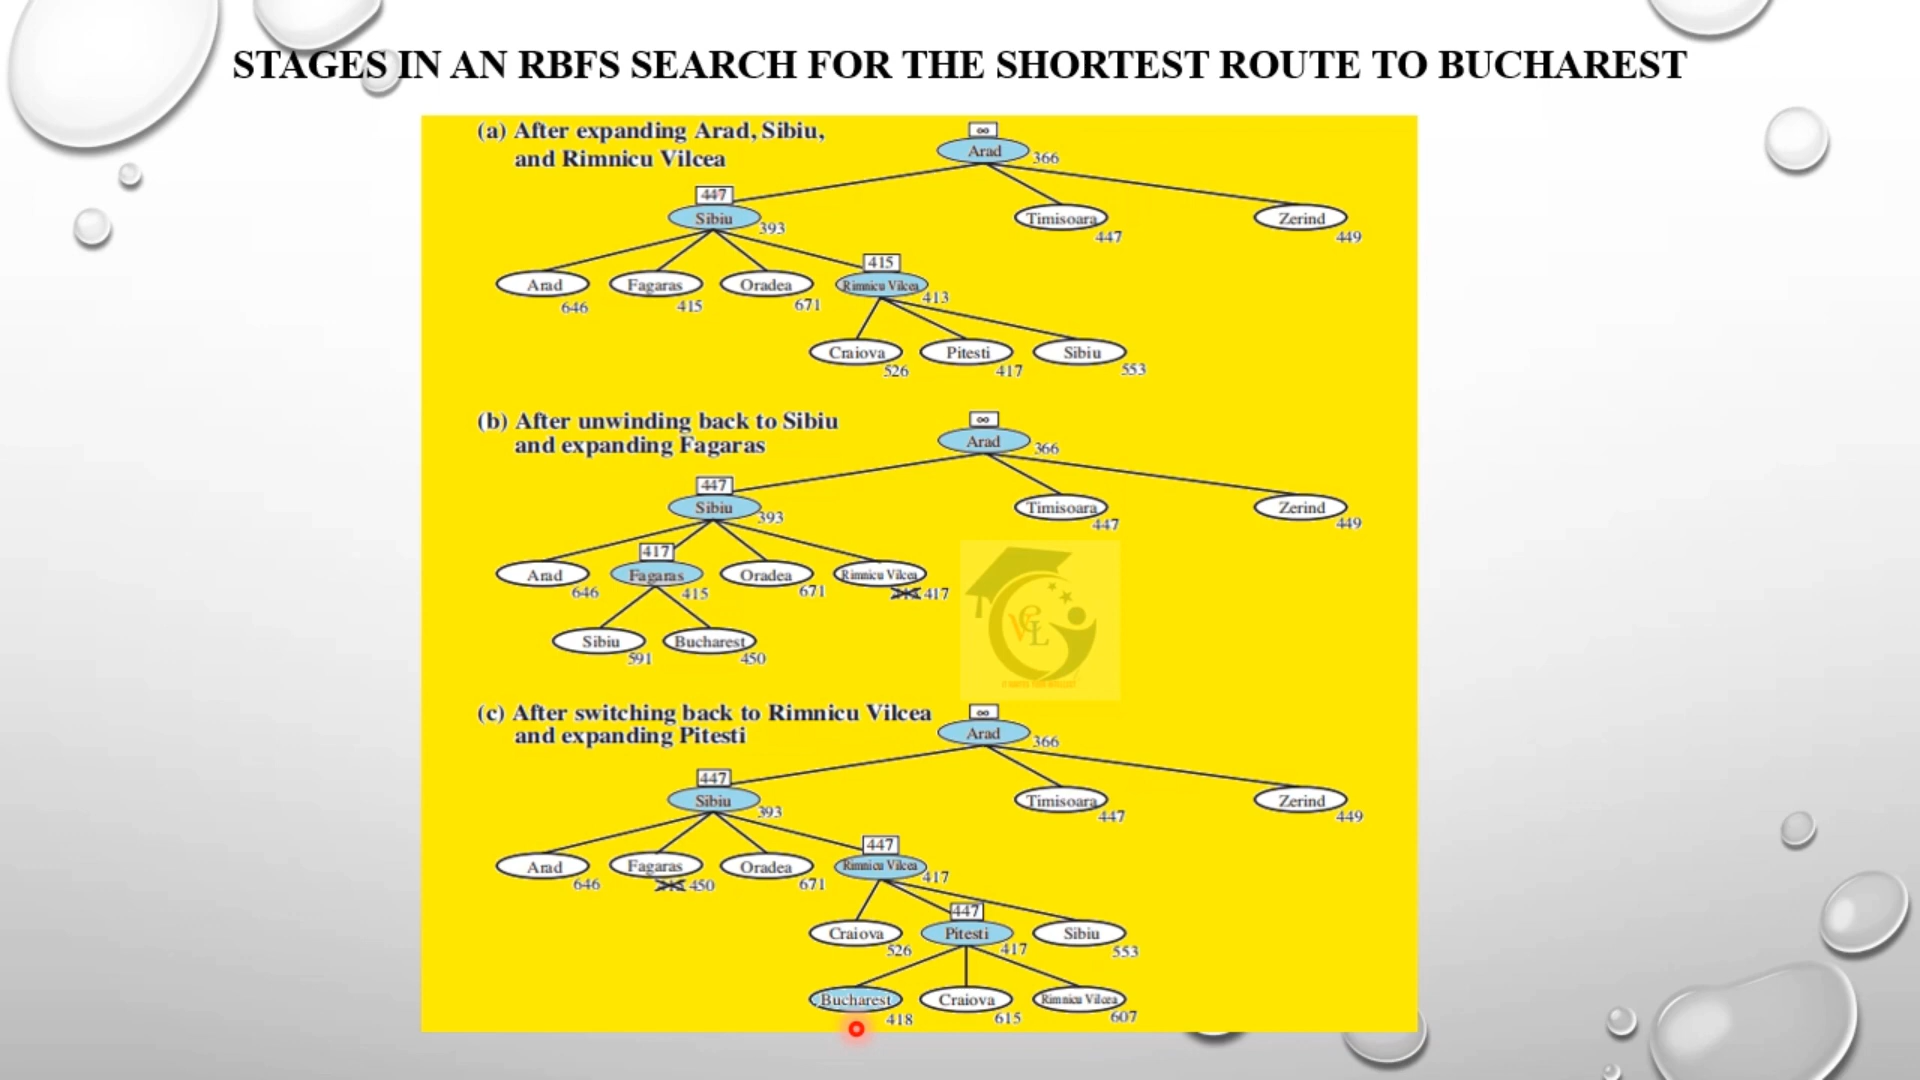 STAGES IN AN RBFS SEARCH FOR THE SHORTEST ROUTE TO BUCHAREST
(a) After expanding Arad, Sibiu,
and Rimnicu Vilcea
∞
Arad 366
447
Sibiu 393
Timisoara 447
Zerind 449
Arad 646
Fagaras 415
Oradea 671
415
Rimnicu Vilcea 413
Craiova 526
Pitesti 417
Sibiu 553
(b) After unwinding back to Sibiu
and expanding Fagaras
∞
Arad 366
447
Sibiu 393
Timisoara 447
Zerind 449
Arad 646
417
Fagaras 415
Oradea 671
Rimnicu Vilcea 417
Sibiu 591
Bucharest 450
VeL
(c) After switching back to Rimnicu Vilcea
and expanding Pitesti
∞
Arad 366
447
Sibiu 393
Timisoara 447
Zerind 449
Arad 646
Fagaras 450
Oradea 671
447
Rimnicu Vilcea 417
Craiova 526
447
Pitesti 417
Sibiu 553
Bucharest 418
Craiova 615
Rimnicu Vilcea 607